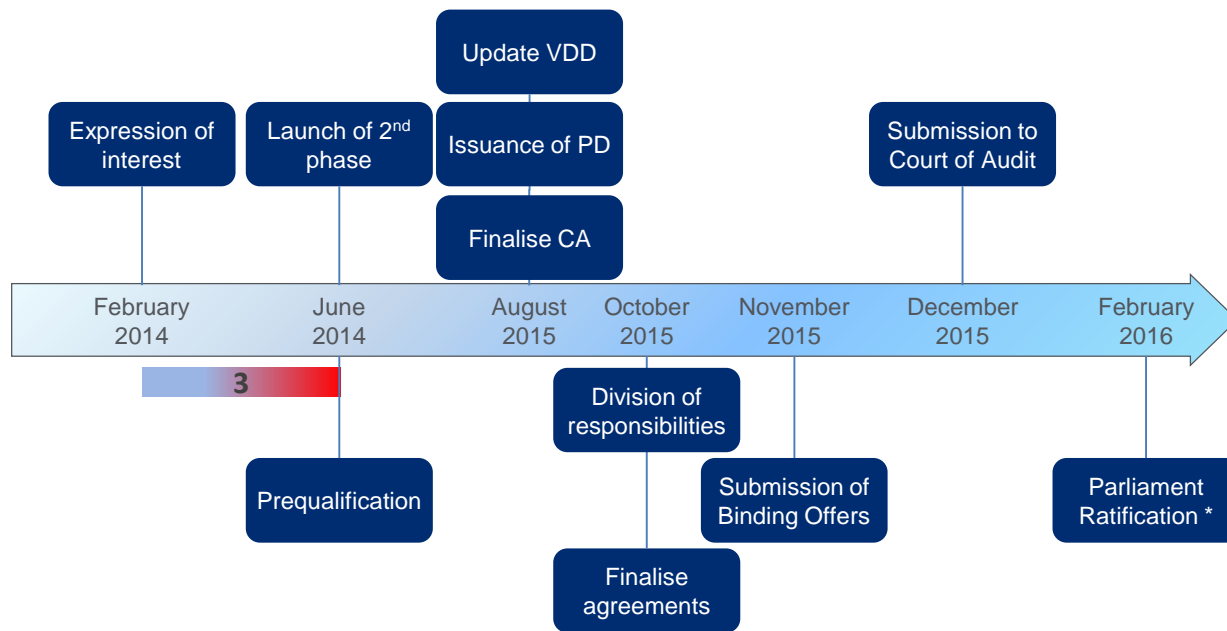 Update VDD
Expression of
interest
Launch of 2nd
phase
Issuance of PD
Submission to
Court of Audit
Finalise CA
February
2014
June
2014
August
2015
October
2015
November
2015
December
2015
February
2016
3
Division of
responsibilities
Prequalification
Submission of
Binding Offers
Parliament
Ratification *
Finalise
agreements